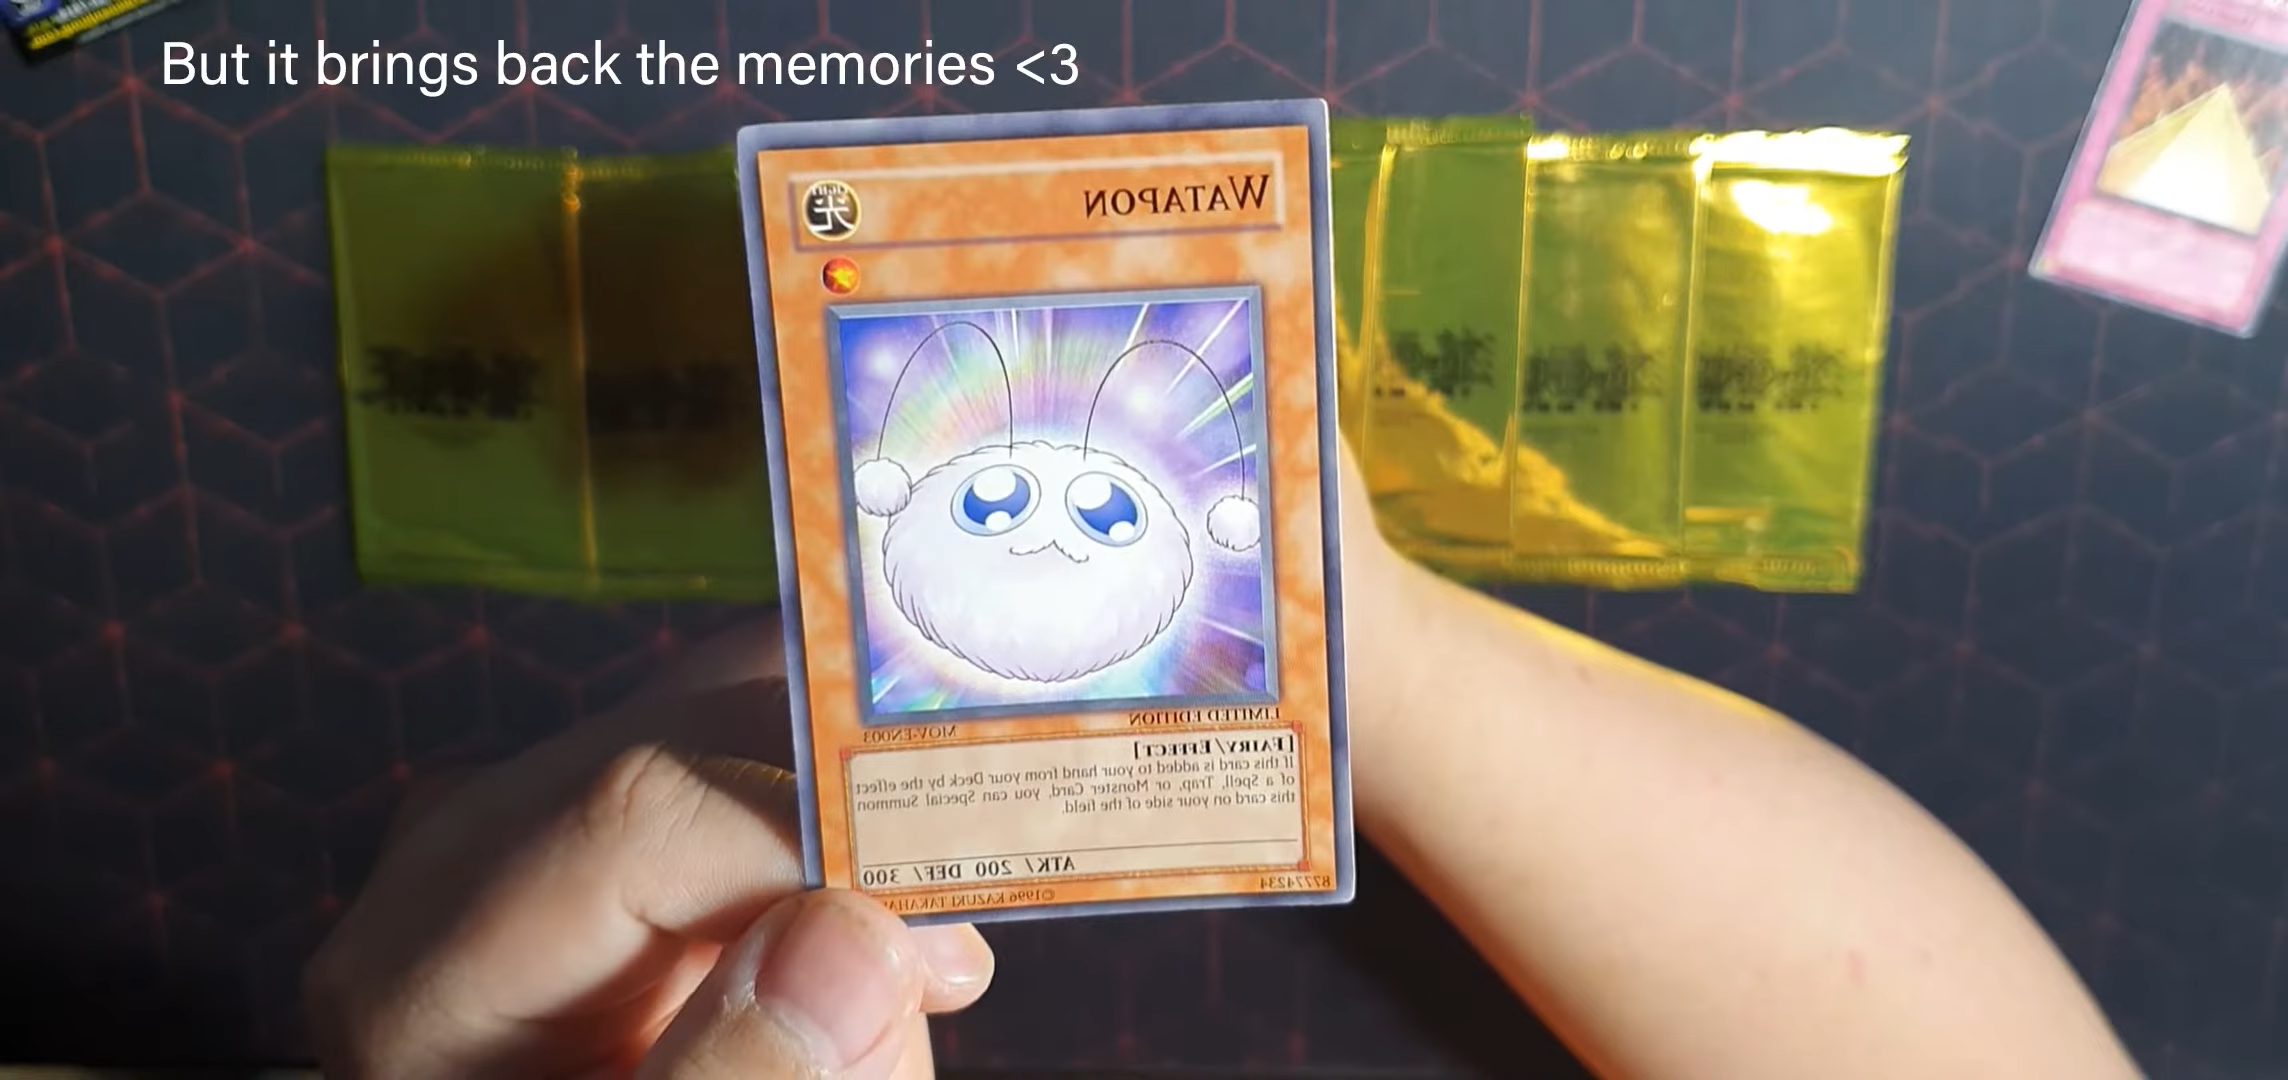 But it brings back the memories <3
WATAPON
LIGHT
光
LIMITED EDITION
MOV-EN003
[FAIRY/EFFECT]
If this card is added to your hand from your Deck by the effect
of a Spell, Trap, or Monster Card, you can Special Summon
this card on your side of the field.
ATK/ 200 DEF/ 300
87774234
©1996 KAZUKI TAKAHA